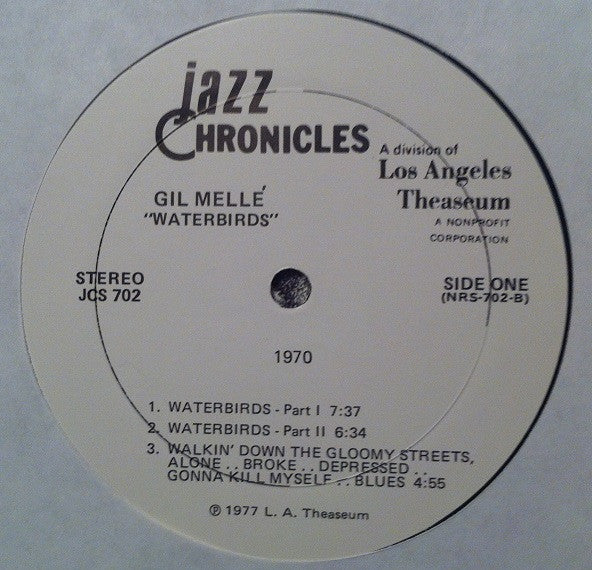 jazz
CHRONICLES
A division of
Los Angeles
Theaseum
A NONPROFIT
CORPORATION
GIL MELLÉ
"WATERBIRDS"
STEREO
JCS 702
SIDE ONE
(NRS-702-B)
1970
1. WATERBIRDS - Part I 7:37
2. WATERBIRDS - Part II 6:34
3. WALKIN' DOWN THE GLOOMY STREETS,
ALONE . . BROKE . . DEPRESSED . .
GONNA KILL MYSELF . . BLUES 4:55
℗ 1977 L. A. Theaseum